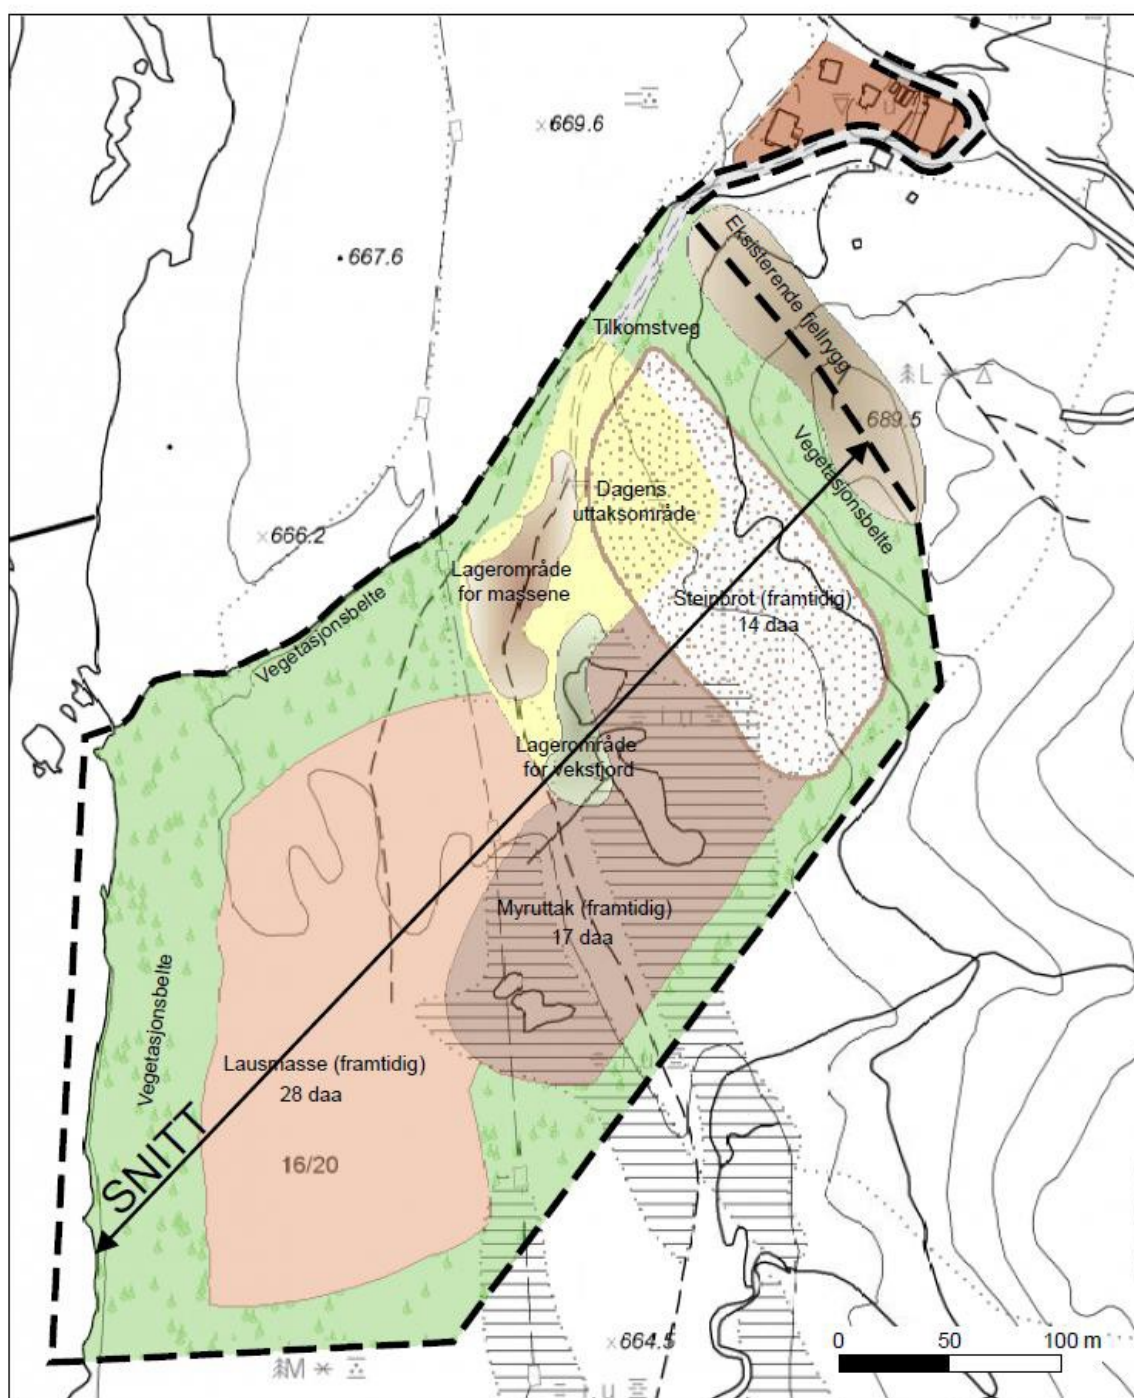 669.6
667.6
Eksisterende fjellrygg
Tilkomstveg
L
689.5
Vegetasjonsbelte
Dagens
uttaksområde
666.2
Lagerområde
for massene
Steinbrot (framtidig)
14 daa
Vegetasjonsbelte
Lagerområde
for vekstjord
Myruttak (framtidig)
17 daa
Vegetasjonsbelte
Lausmasse (framtidig)
28 daa
SNITT
16/20
664.5
0 50 100 m
M
u